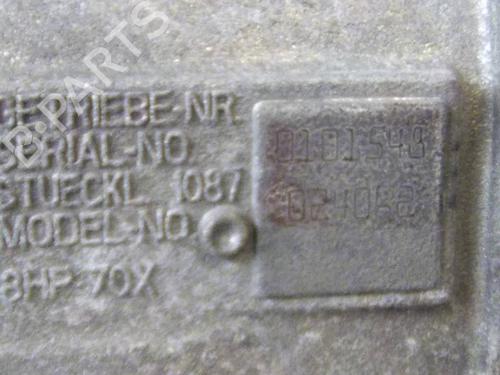 GETRIEBE-NR 0101543
SERIAL-NO.
STUECKL. 1087
MODEL-NO
8HP-70X
B-PARTS